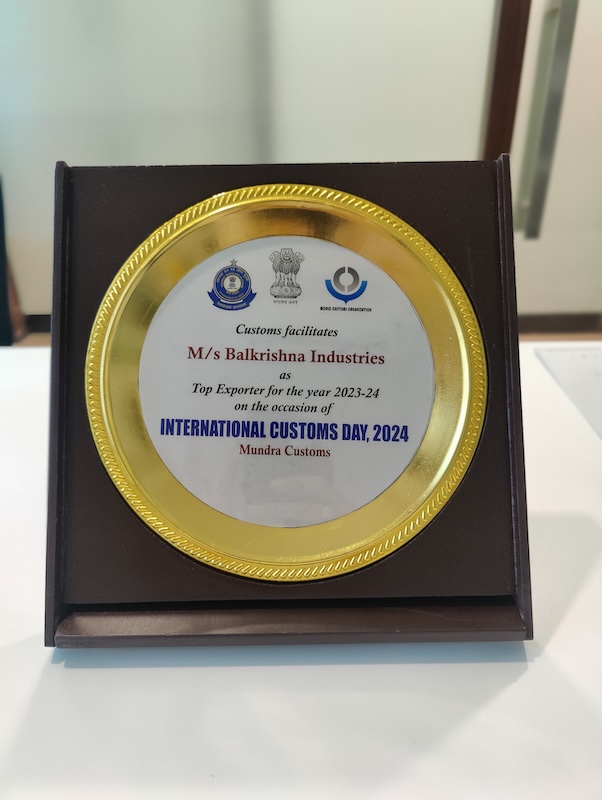 WORLD CUSTOMS ORGANIZATION
Customs facilitates
M/s Balkrishna Industries
as
Top Exporter for the year 2023-24
on the occasion of
INTERNATIONAL CUSTOMS DAY, 2024
Mundra Customs